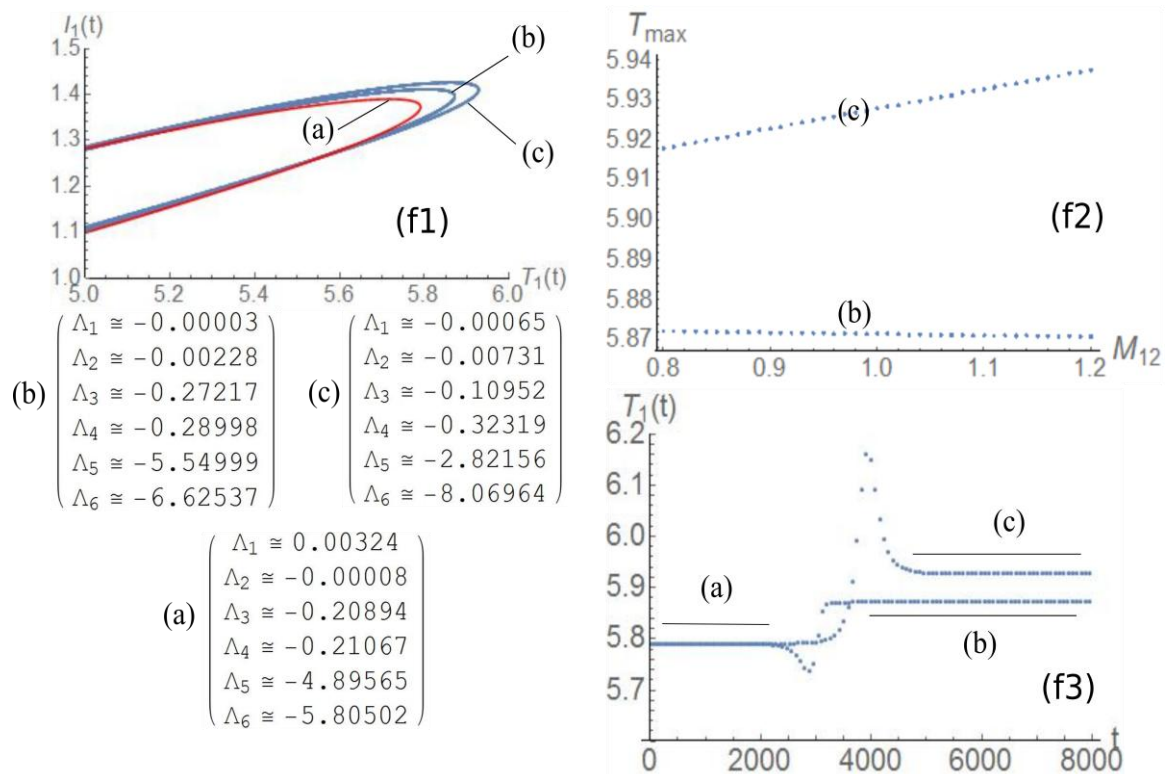 I₁(t)
1.5
1.4
1.3
1.2
1.1
1.0
5.0 5.2 5.4 5.6 5.8 6.0
T₁(t)
(a)
(b)
(c)
(f1)
T_max
5.94
5.93
5.92
5.91
5.90
5.89
5.88
5.87
0.8 0.9 1.0 1.1 1.2
M₁₂
(c)
(b)
(f2)
(b)
Λ₁ ≅ -0.00003
Λ₂ ≅ -0.00228
Λ₃ ≅ -0.27217
Λ₄ ≅ -0.28998
Λ₅ ≅ -5.54999
Λ₆ ≅ -6.62537
(c)
Λ₁ ≅ -0.00065
Λ₂ ≅ -0.00731
Λ₃ ≅ -0.10952
Λ₄ ≅ -0.32319
Λ₅ ≅ -2.82156
Λ₆ ≅ -8.06964
(a)
Λ₁ ≅ 0.00324
Λ₂ ≅ -0.00008
Λ₃ ≅ -0.20894
Λ₄ ≅ -0.21067
Λ₅ ≅ -4.89565
Λ₆ ≅ -5.80502
T₁(t)
6.2
6.1
6.0
5.9
5.8
5.7
0 2000 4000 6000 8000
t
(a)
(c)
(b)
(f3)